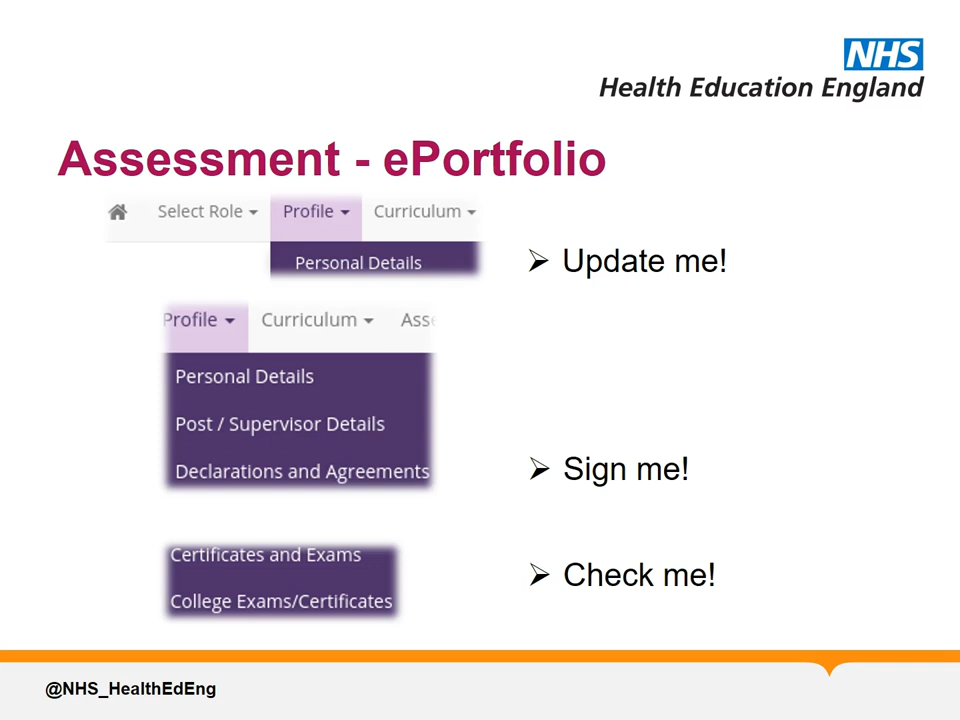 NHS
Health Education England
Assessment - ePortfolio
Select Role Profile Curriculum
Personal Details
Update me!
Profile Curriculum Asse
Personal Details
Post / Supervisor Details
Declarations and Agreements
Sign me!
Certificates and Exams
College Exams/Certificates
Check me!
@NHS_HealthEdEng